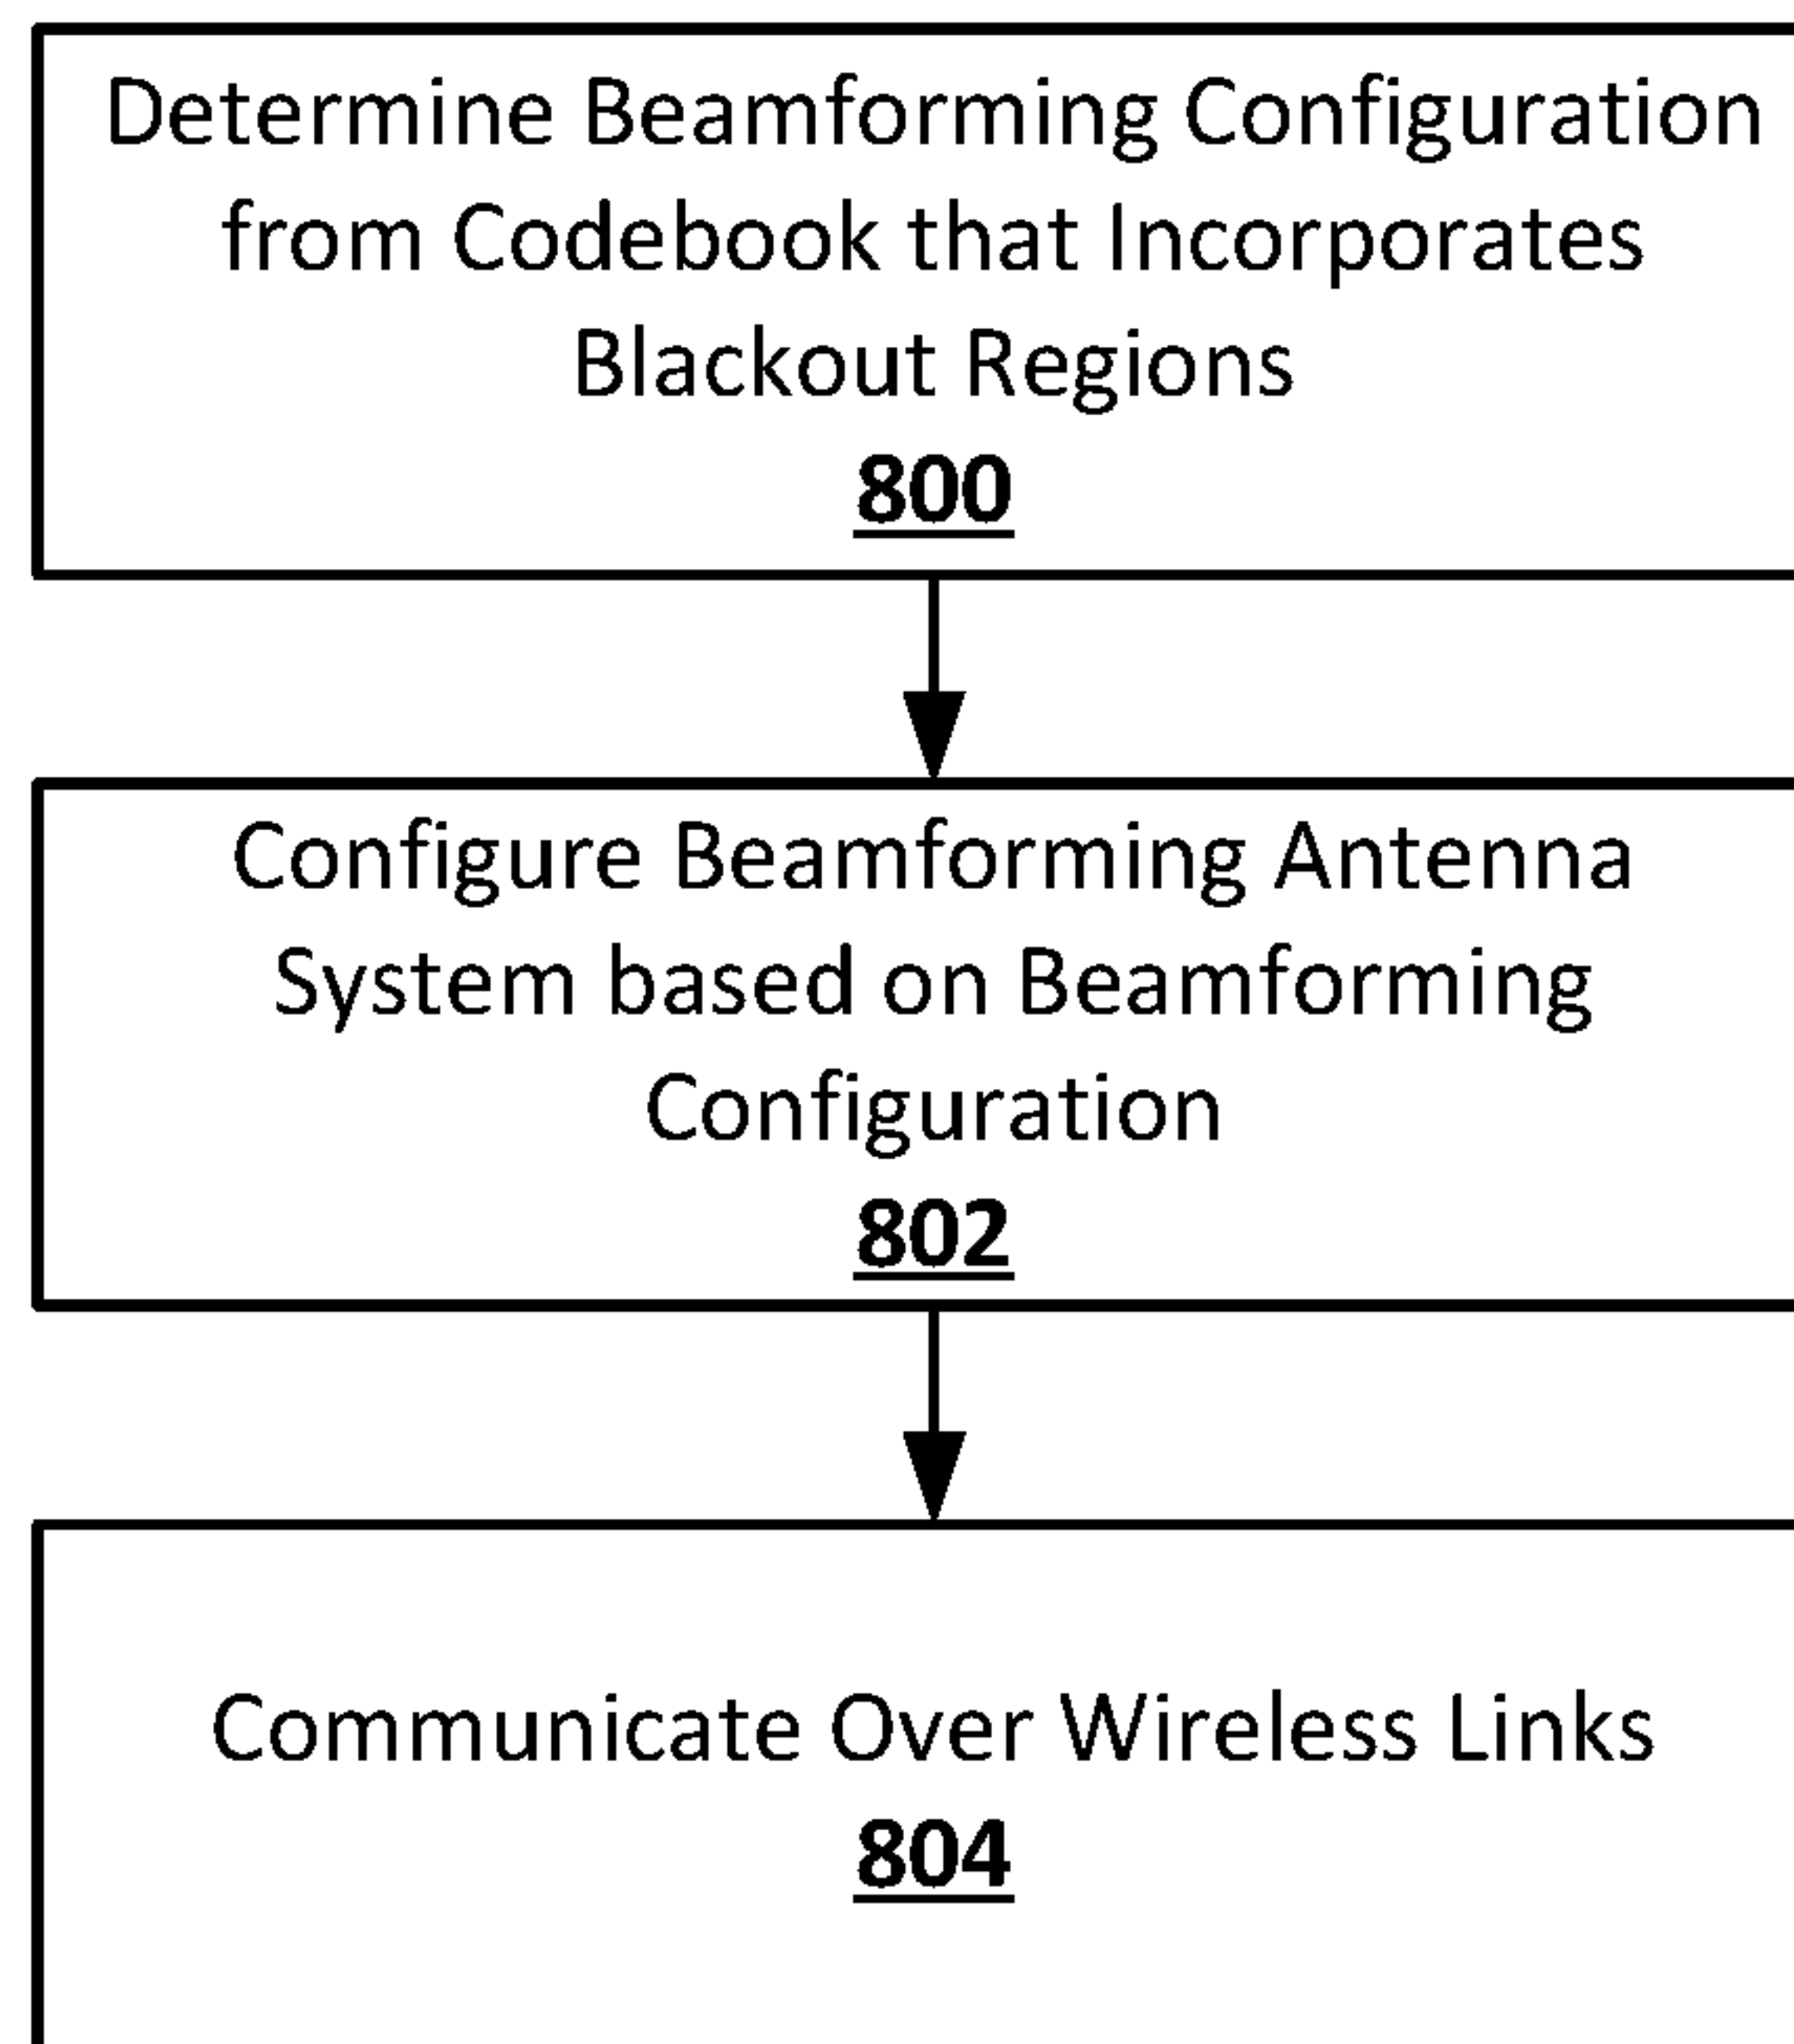 Determine Beamforming Configuration
from Codebook that Incorporates
Blackout Regions
800
Configure Beamforming Antenna
System based on Beamforming
Configuration
802
Communicate Over Wireless Links
804